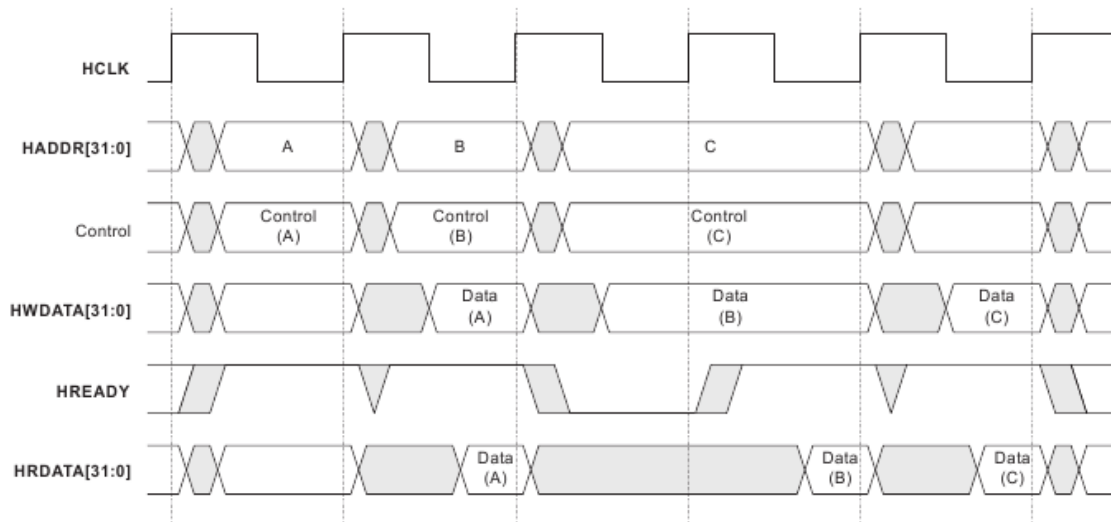 HCLK
HADDR[31:0]
A
B
C
Control
Control
(A)
Control
(B)
Control
(C)
HWDATA[31:0]
Data
(A)
Data
(B)
Data
(C)
HREADY
HRDATA[31:0]
Data
(A)
Data
(B)
Data
(C)